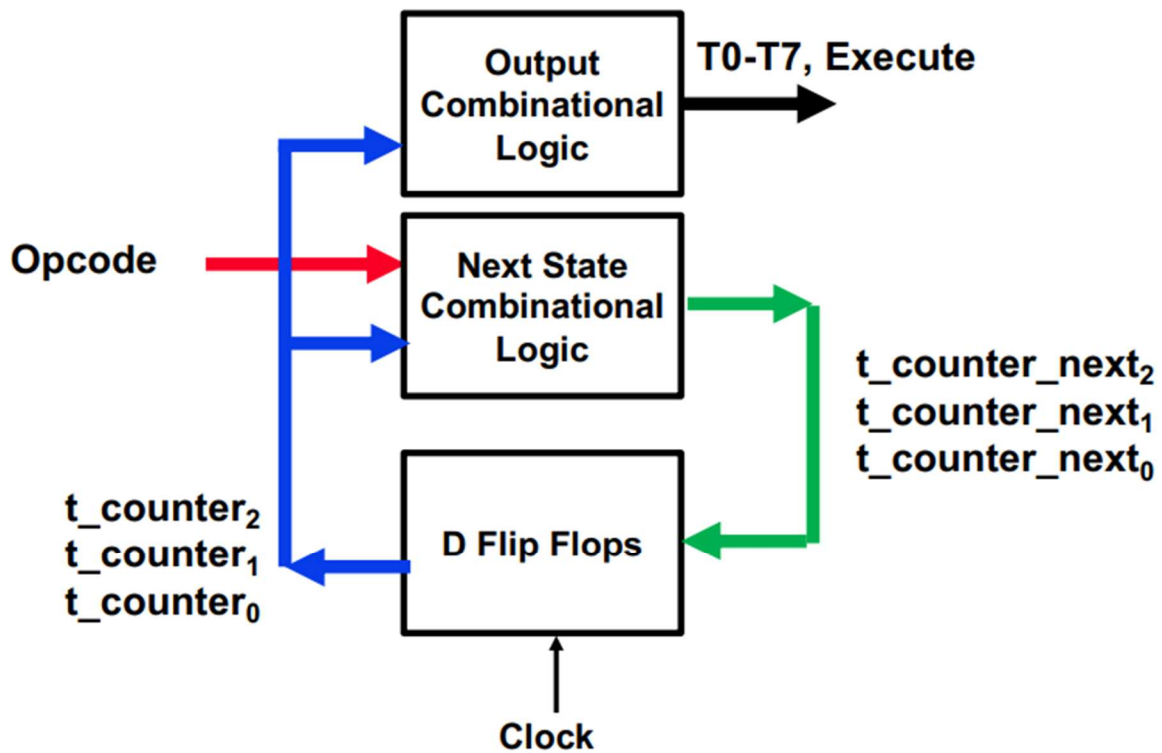 Output
Combinational
Logic
T0-T7, Execute
Opcode
Next State
Combinational
Logic
t_counter_next₂
t_counter_next₁
t_counter_next₀
t_counter₂
t_counter₁
t_counter₀
D Flip Flops
Clock